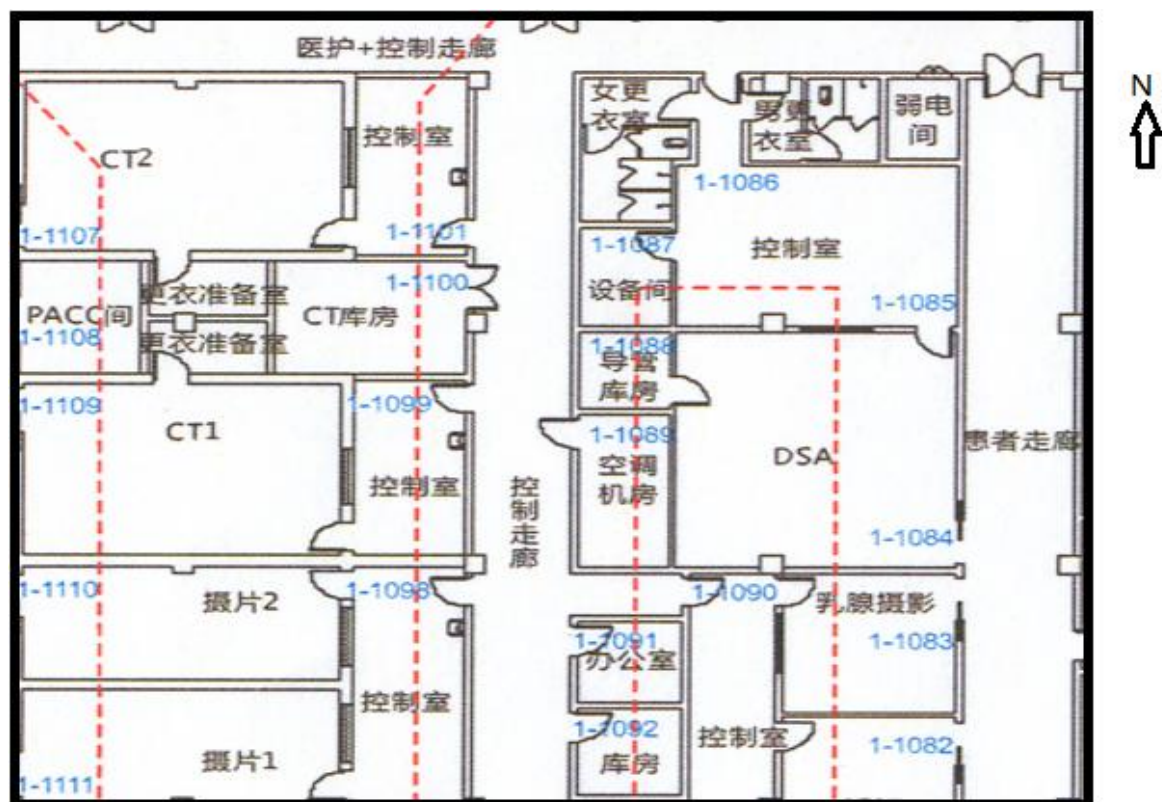 医护+控制走廊
N
女更
衣室
男更
衣室
弱电
间
控制室
CT2
1-1086
1-1107
1-1101
1-1087
控制室
1-1100
更衣准备室
设备间
1-1085
PACC间
CT库房
1-1108
更衣准备室
1-1088
导管
库房
1-1109
1-1099
CT1
1-1089
患者走廊
空调
机房
DSA
控制室
控制走廊
1-1084
1-1110
1-1098
1-1090
摄片2
乳腺摄影
1-1091
1-1083
办公室
控制室
1-1092
控制室
1-1082
摄片1
库房
1-1111